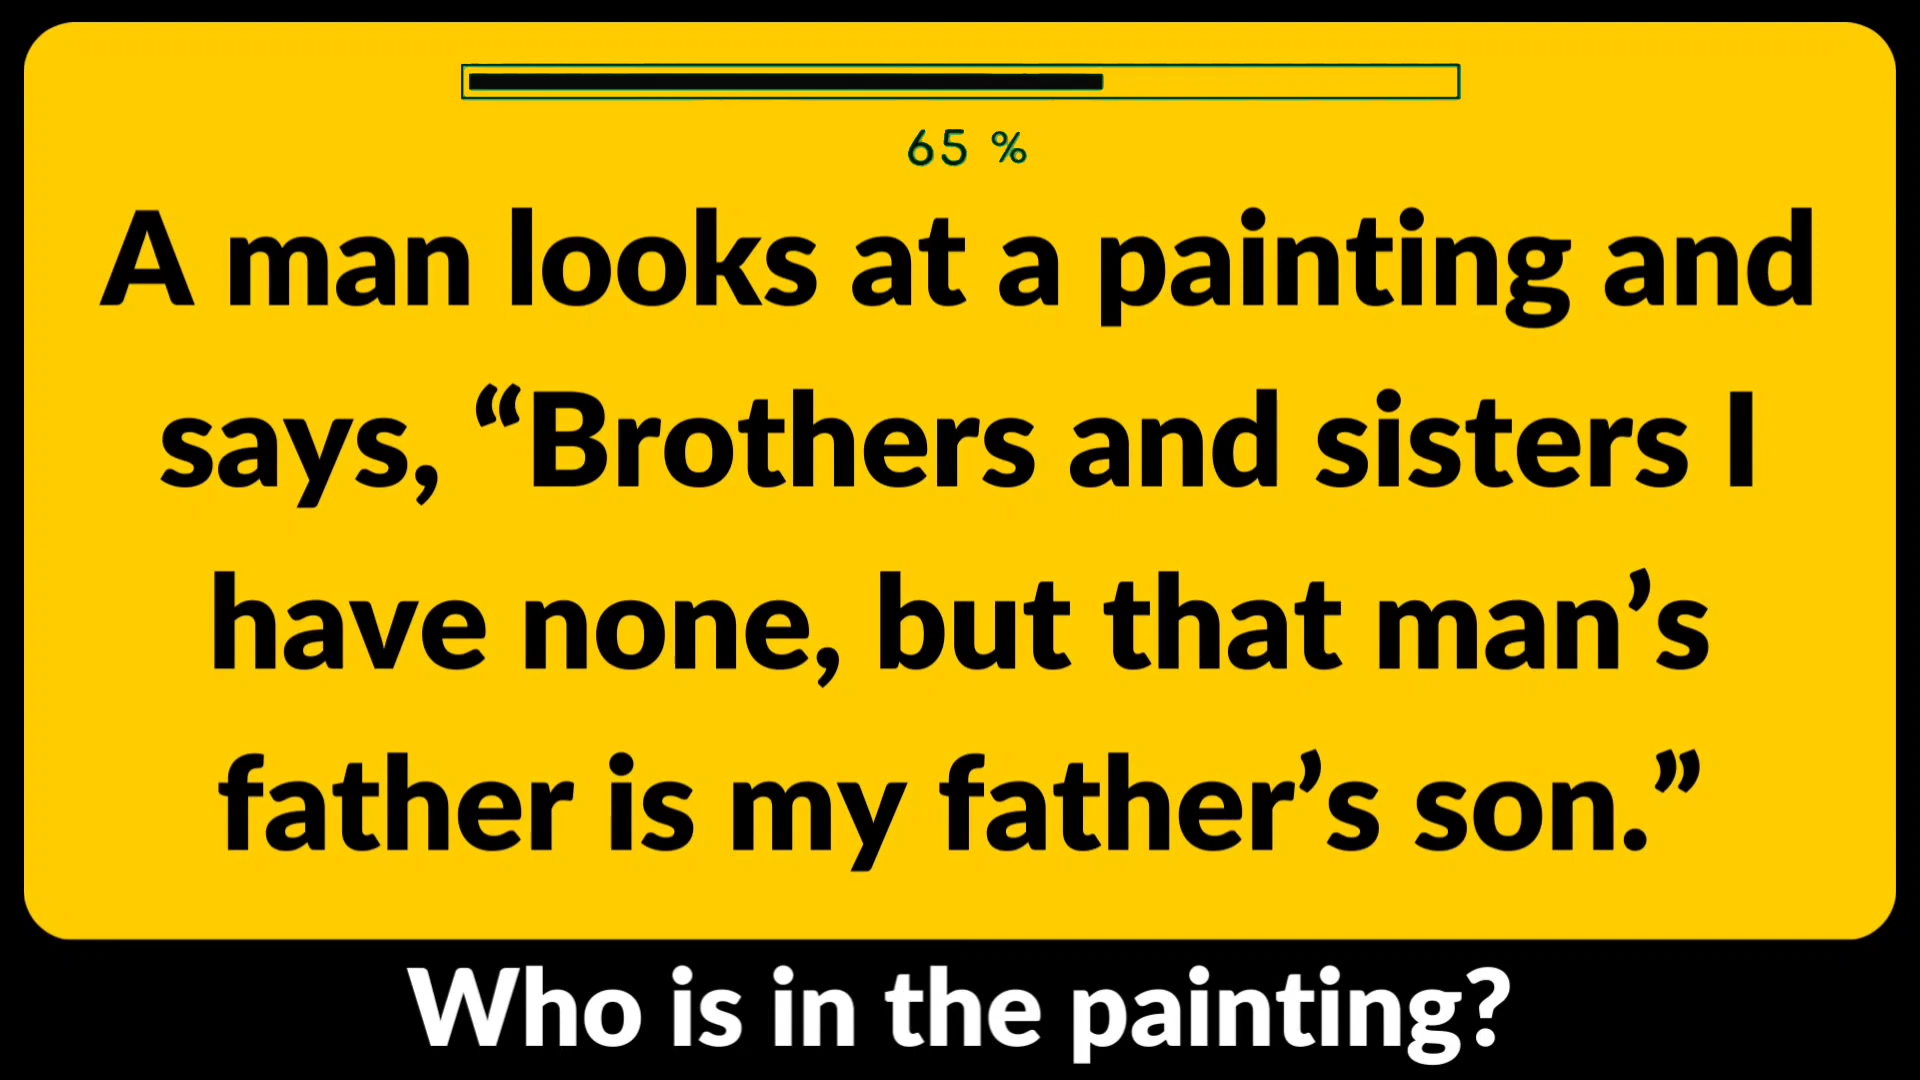 65 %
A man looks at a painting and
says, “Brothers and sisters I
have none, but that man’s
father is my father’s son.”
Who is in the painting?